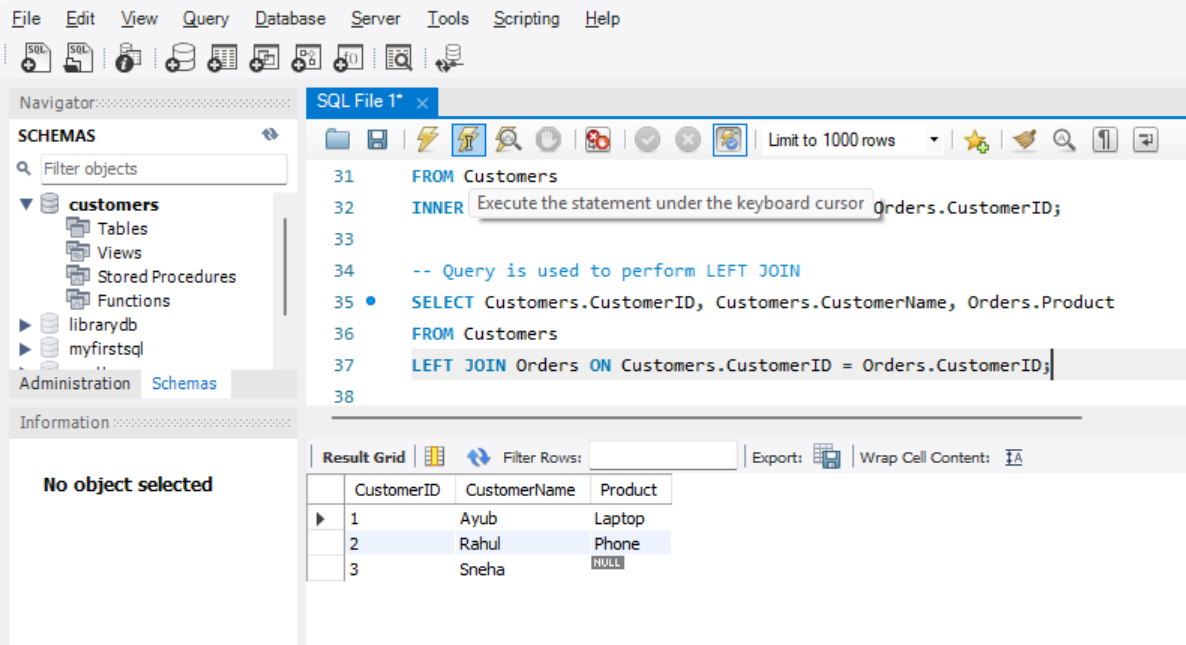 File Edit View Query Database Server Tools Scripting Help
SQL SQL
Navigator
SQL File 1*
SCHEMAS
Limit to 1000 rows
Filter objects
customers
Tables
Views
Stored Procedures
Functions
librarydb
myfirstsql
Administration Schemas
Information
No object selected
31 FROM Customers
Execute the statement under the keyboard cursor
32 INNER Orders.CustomerID;
33
34 -- Query is used to perform LEFT JOIN
35 SELECT Customers.CustomerID, Customers.CustomerName, Orders.Product
36 FROM Customers
37 LEFT JOIN Orders ON Customers.CustomerID = Orders.CustomerID;
38
Result Grid Filter Rows: Export: Wrap Cell Content: IA
CustomerID CustomerName Product
1 Ayub Laptop
2 Rahul Phone
3 Sneha NULL